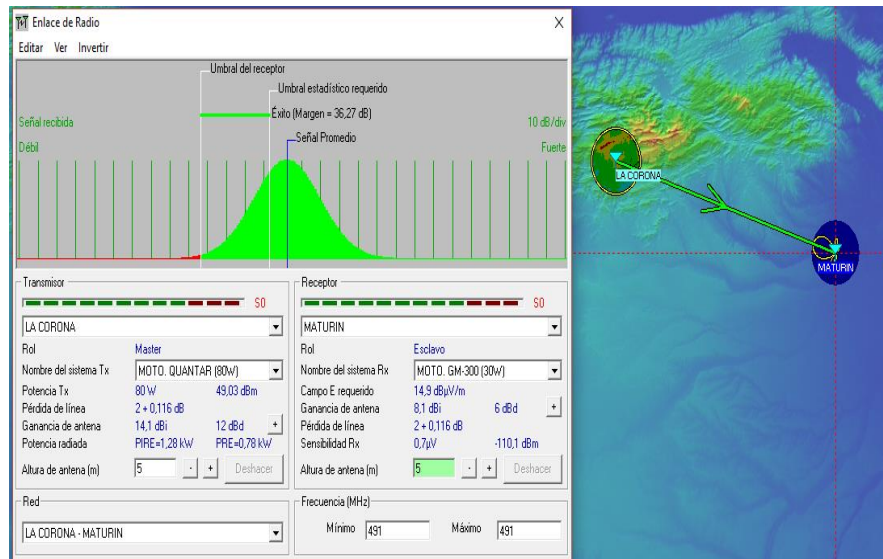 Enlace de Radio
X
Editar Ver Invertir
Umbral del receptor
Umbral estadístico requerido
Éxito (Margen = 36,27 dB)
Señal recibida
10 dB/div
Señal Promedio
Débil
Fuerte
Transmisor
S0
LA CORONA
Rol Master
Nombre del sistema Tx MOTO. QUANTAR (80W)
Potencia Tx 80 W 49,03 dBm
Pérdida de línea 2 + 0,116 dB
Ganancia de antena 14,1 dBi 12 dBd +
Potencia radiada PIRE=1,28 kW PRE=0,78 kW
Altura de antena (m) 5 - + Deshacer
Receptor
S0
MATURIN
Rol Esclavo
Nombre del sistema Rx MOTO. GM-300 (30W)
Campo E requerido 14,9 dBµV/m
Ganancia de antena 8,1 dBi 6 dBd +
Pérdida de línea 2 + 0,116 dB
Sensibilidad Rx 0,7µV -110,1 dBm
Altura de antena (m) 5 - + Deshacer
Red
LA CORONA - MATURIN
Frecuencia (MHz)
Mínimo 491 Máximo 491
LA CORONA
MATURIN